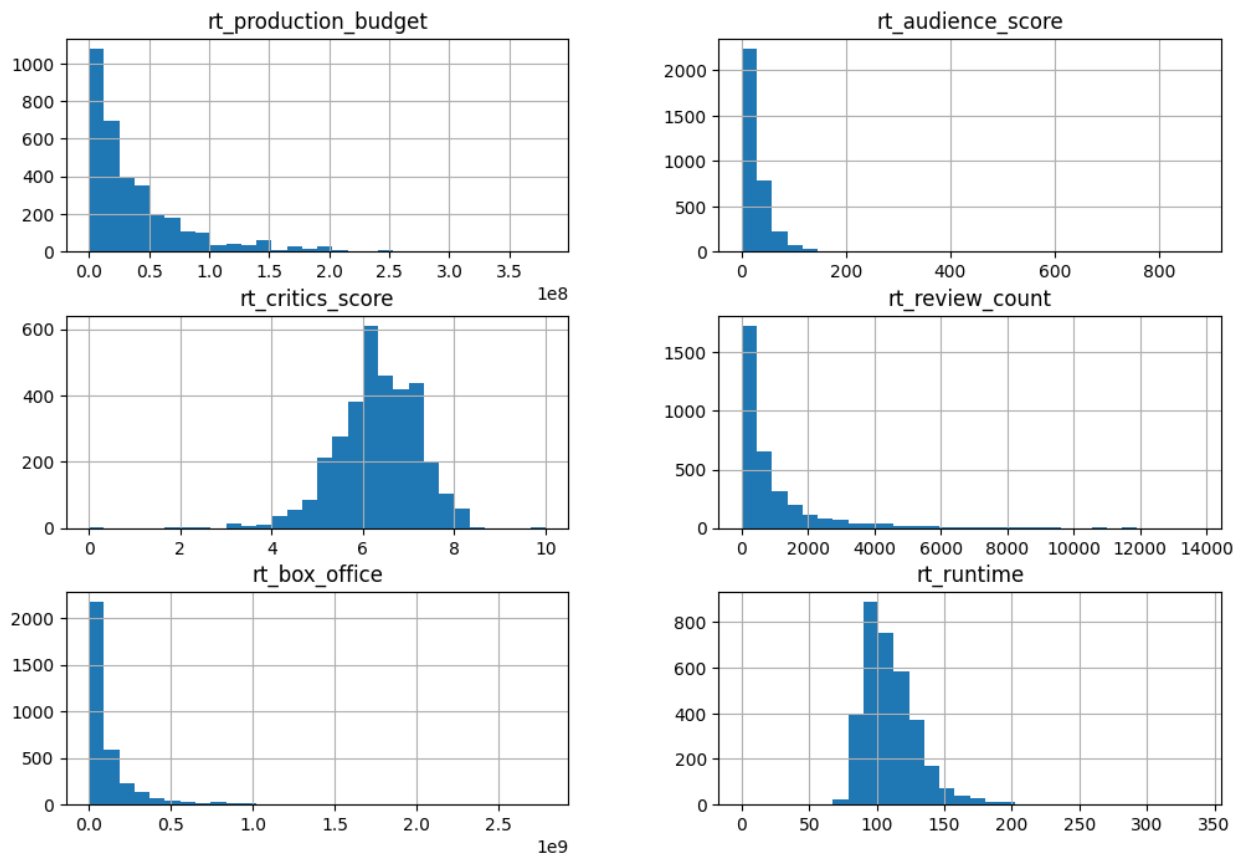 rt_production_budget
1000
800
600
400
200
0
0.0 0.5 1.0 1.5 2.0 2.5 3.0 3.5
1e8
rt_audience_score
2000
1500
1000
500
0
0 200 400 600 800
rt_critics_score
600
400
200
0
0 2 4 6 8 10
rt_review_count
1500
1000
500
0
0 2000 4000 6000 8000 10000 12000 14000
rt_box_office
2000
1500
1000
500
0
0.0 0.5 1.0 1.5 2.0 2.5
1e9
rt_runtime
800
600
400
200
0
0 50 100 150 200 250 300 350